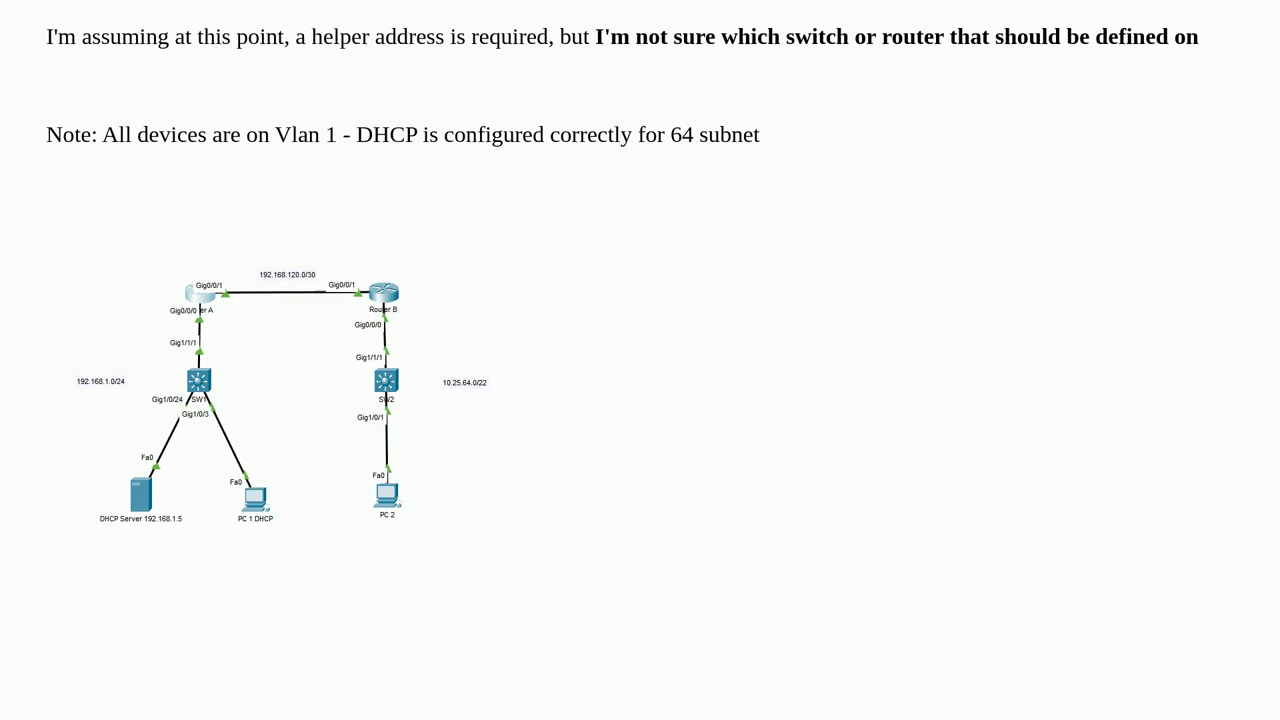 I'm assuming at this point, a helper address is required, but I'm not sure which switch or router that should be defined on
Note: All devices are on Vlan 1 - DHCP is configured correctly for 64 subnet
192.168.120.0/30
Gig0/0/1
Gig0/0/1
Gig0/0/0
er A
Router B
Gig0/0/0
Gig1/1/1
Gig1/1/1
192.168.1.0/24
10.25.64.0/22
Gig1/0/24
SW1
SW2
Gig1/0/3
Gig1/0/1
Fa0
Fa0
Fa0
DHCP Server 192.168.1.5
PC 1 DHCP
PC 2